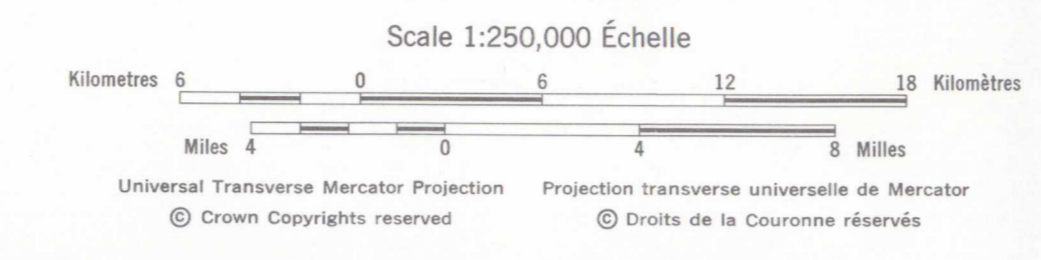 Scale 1:250,000 Échelle
Kilometres 6 0 6 12 18 Kilomètres
Miles 4 0 4 8 Milles
Universal Transverse Mercator Projection Projection transverse universelle de Mercator
© Crown Copyrights reserved © Droits de la Couronne réservés